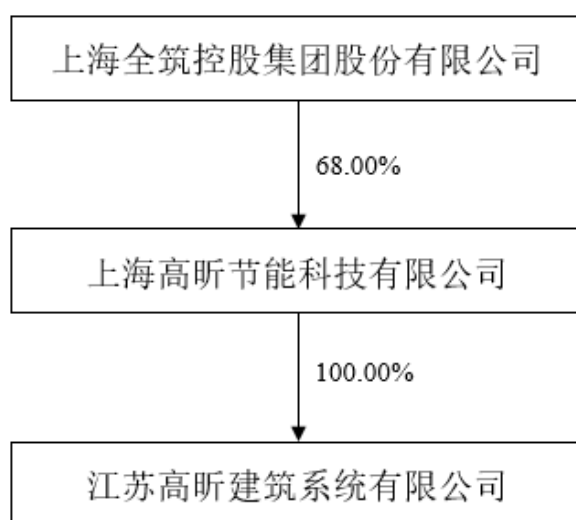 上海全筑控股集团股份有限公司
68.00%
上海高昕节能科技有限公司
100.00%
江苏高昕建筑系统有限公司